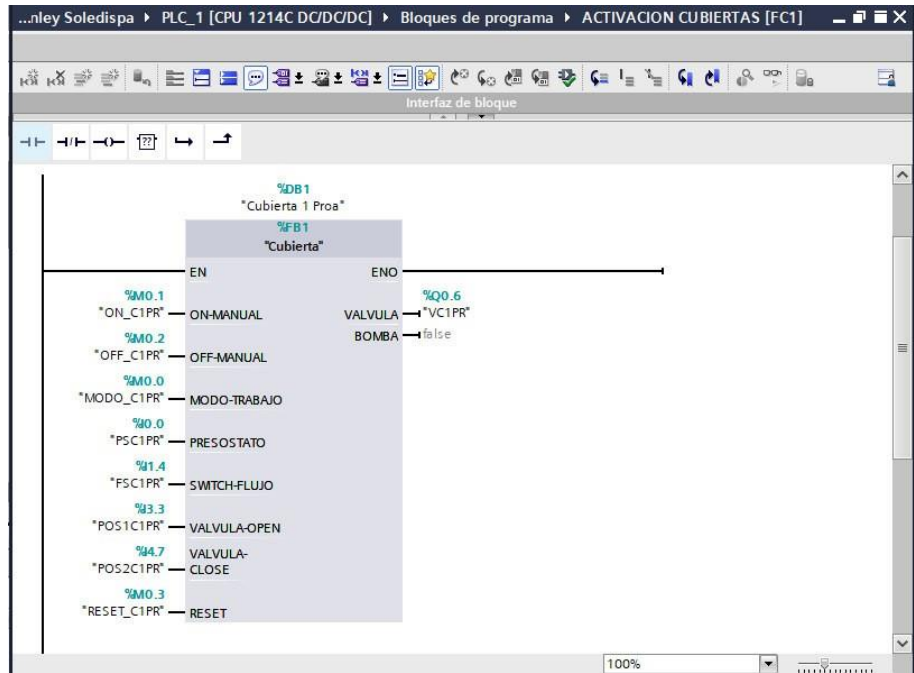 ...nley Soledispa ▸ PLC_1 [CPU 1214C DC/DC/DC] ▸ Bloques de programa ▸ ACTIVACION CUBIERTAS [FC1]
Interfaz de bloque
??
%DB1
"Cubierta 1 Proa"
%FB1
"Cubierta"
EN ENO
%M0.1 %Q0.6
"ON_C1PR" ON-MANUAL VALVULA "VC1PR"
%M0.2 BOMBA false
"OFF_C1PR" OFF-MANUAL
%M0.0
"MODO_C1PR" MODO-TRABAJO
%I0.0
"PSC1PR" PRESOSTATO
%I1.4
"FSC1PR" SWITCH-FLUJO
%I3.3
"POS1C1PR" VALVULA-OPEN
%I4.7 VALVULA-
"POS2C1PR" CLOSE
%M0.3
"RESET_C1PR" RESET
100%